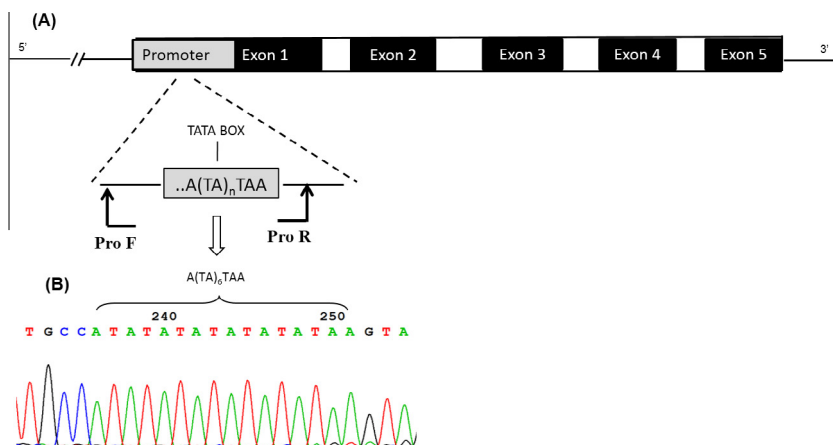 (A)
5' 3'
Promoter Exon 1 Exon 2 Exon 3 Exon 4 Exon 5
TATA BOX
..A(TA)nTAA
Pro F Pro R
A(TA)6TAA
(B)
240 250
T G C C A T A T A T A T A T A T A T A A G T A